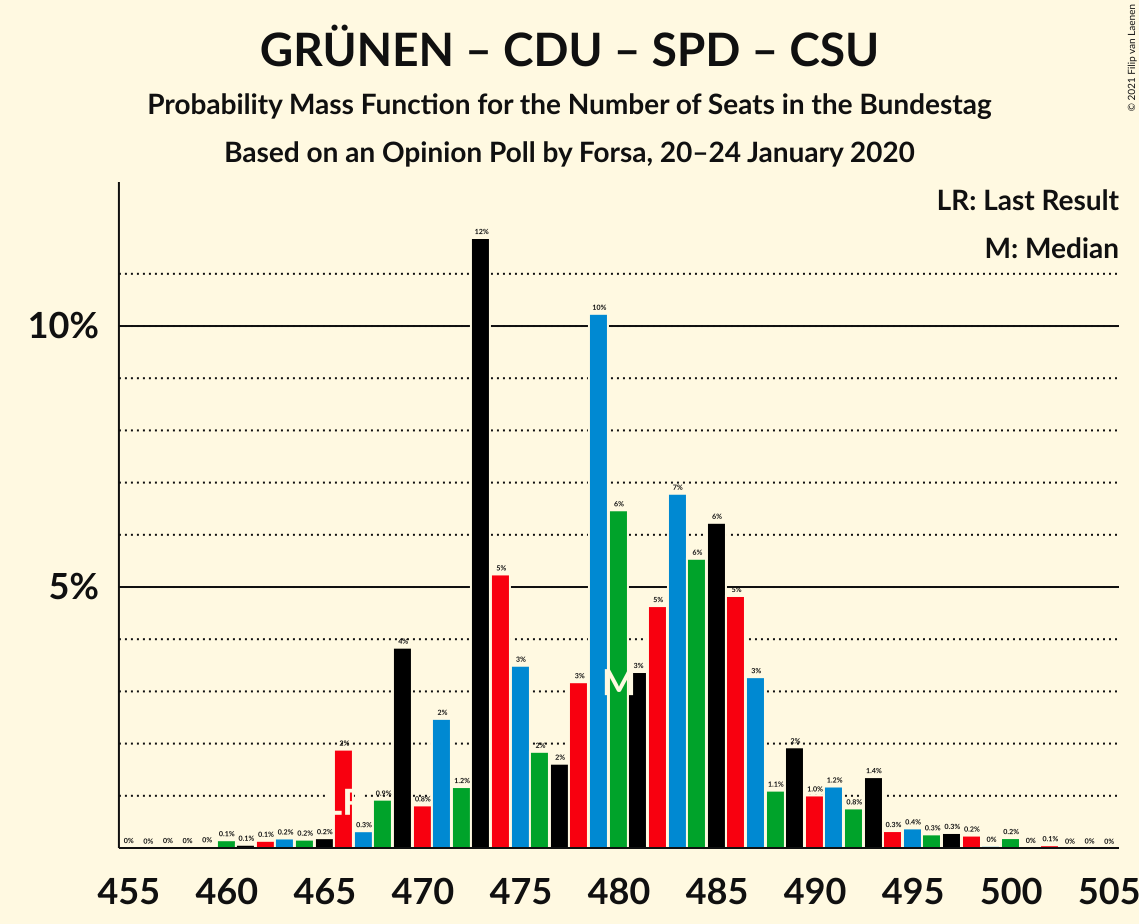 © 2021 Filip van Laenen
GRÜNEN – CDU – SPD – CSU
Probability Mass Function for the Number of Seats in the Bundestag
Based on an Opinion Poll by Forsa, 20–24 January 2020
LR: Last Result
M: Median
10%
5%
0% 0% 0% 0% 0% 0.1% 0.1% 0.1% 0.2% 0.2% 0.2% 2% 0.3% 0.9% 4% 0.8% 2% 1.2% 12% 5% 3% 2% 2% 3% 10% 6% 3% 5% 7% 6% 6% 5% 3% 1.1% 2% 1.0% 1.2% 0.8% 1.4% 0.3% 0.4% 0.3% 0.3% 0.2% 0% 0.2% 0% 0.1% 0% 0% 0%
M
455 460 465 470 475 480 485 490 495 500 505